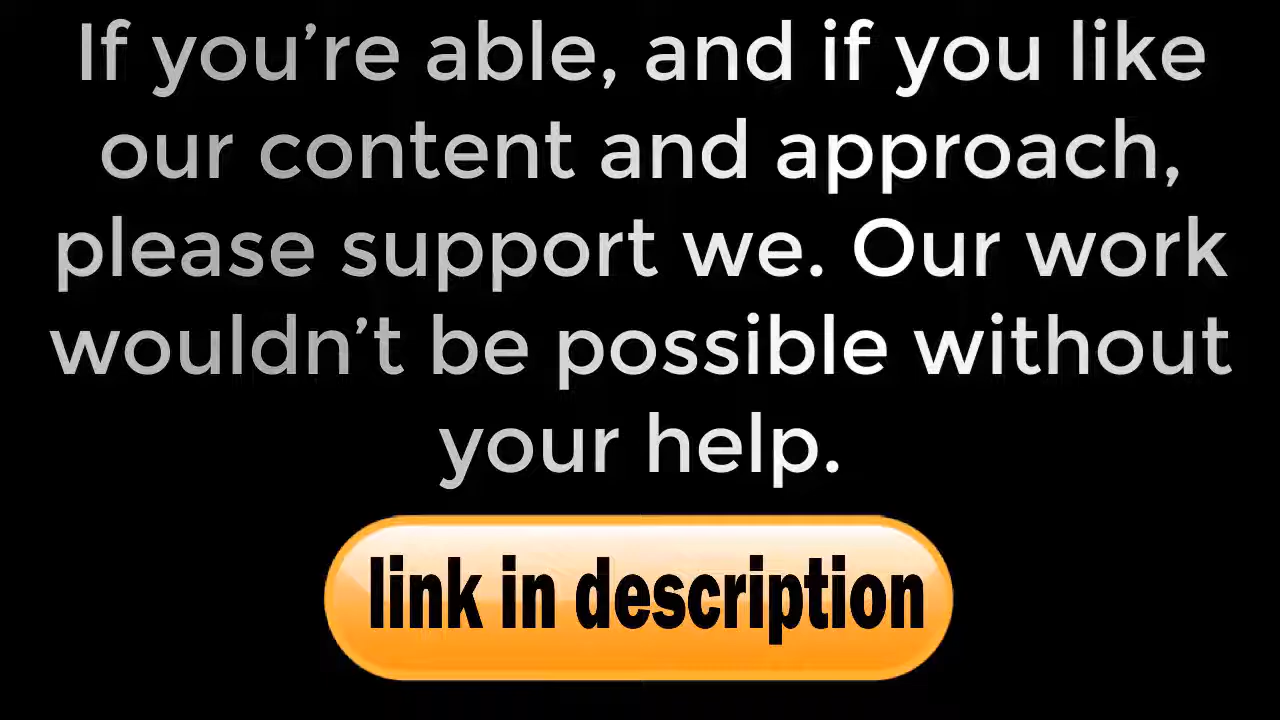 If you’re able, and if you like
our content and approach,
please support we. Our work
wouldn’t be possible without
your help.
link in description